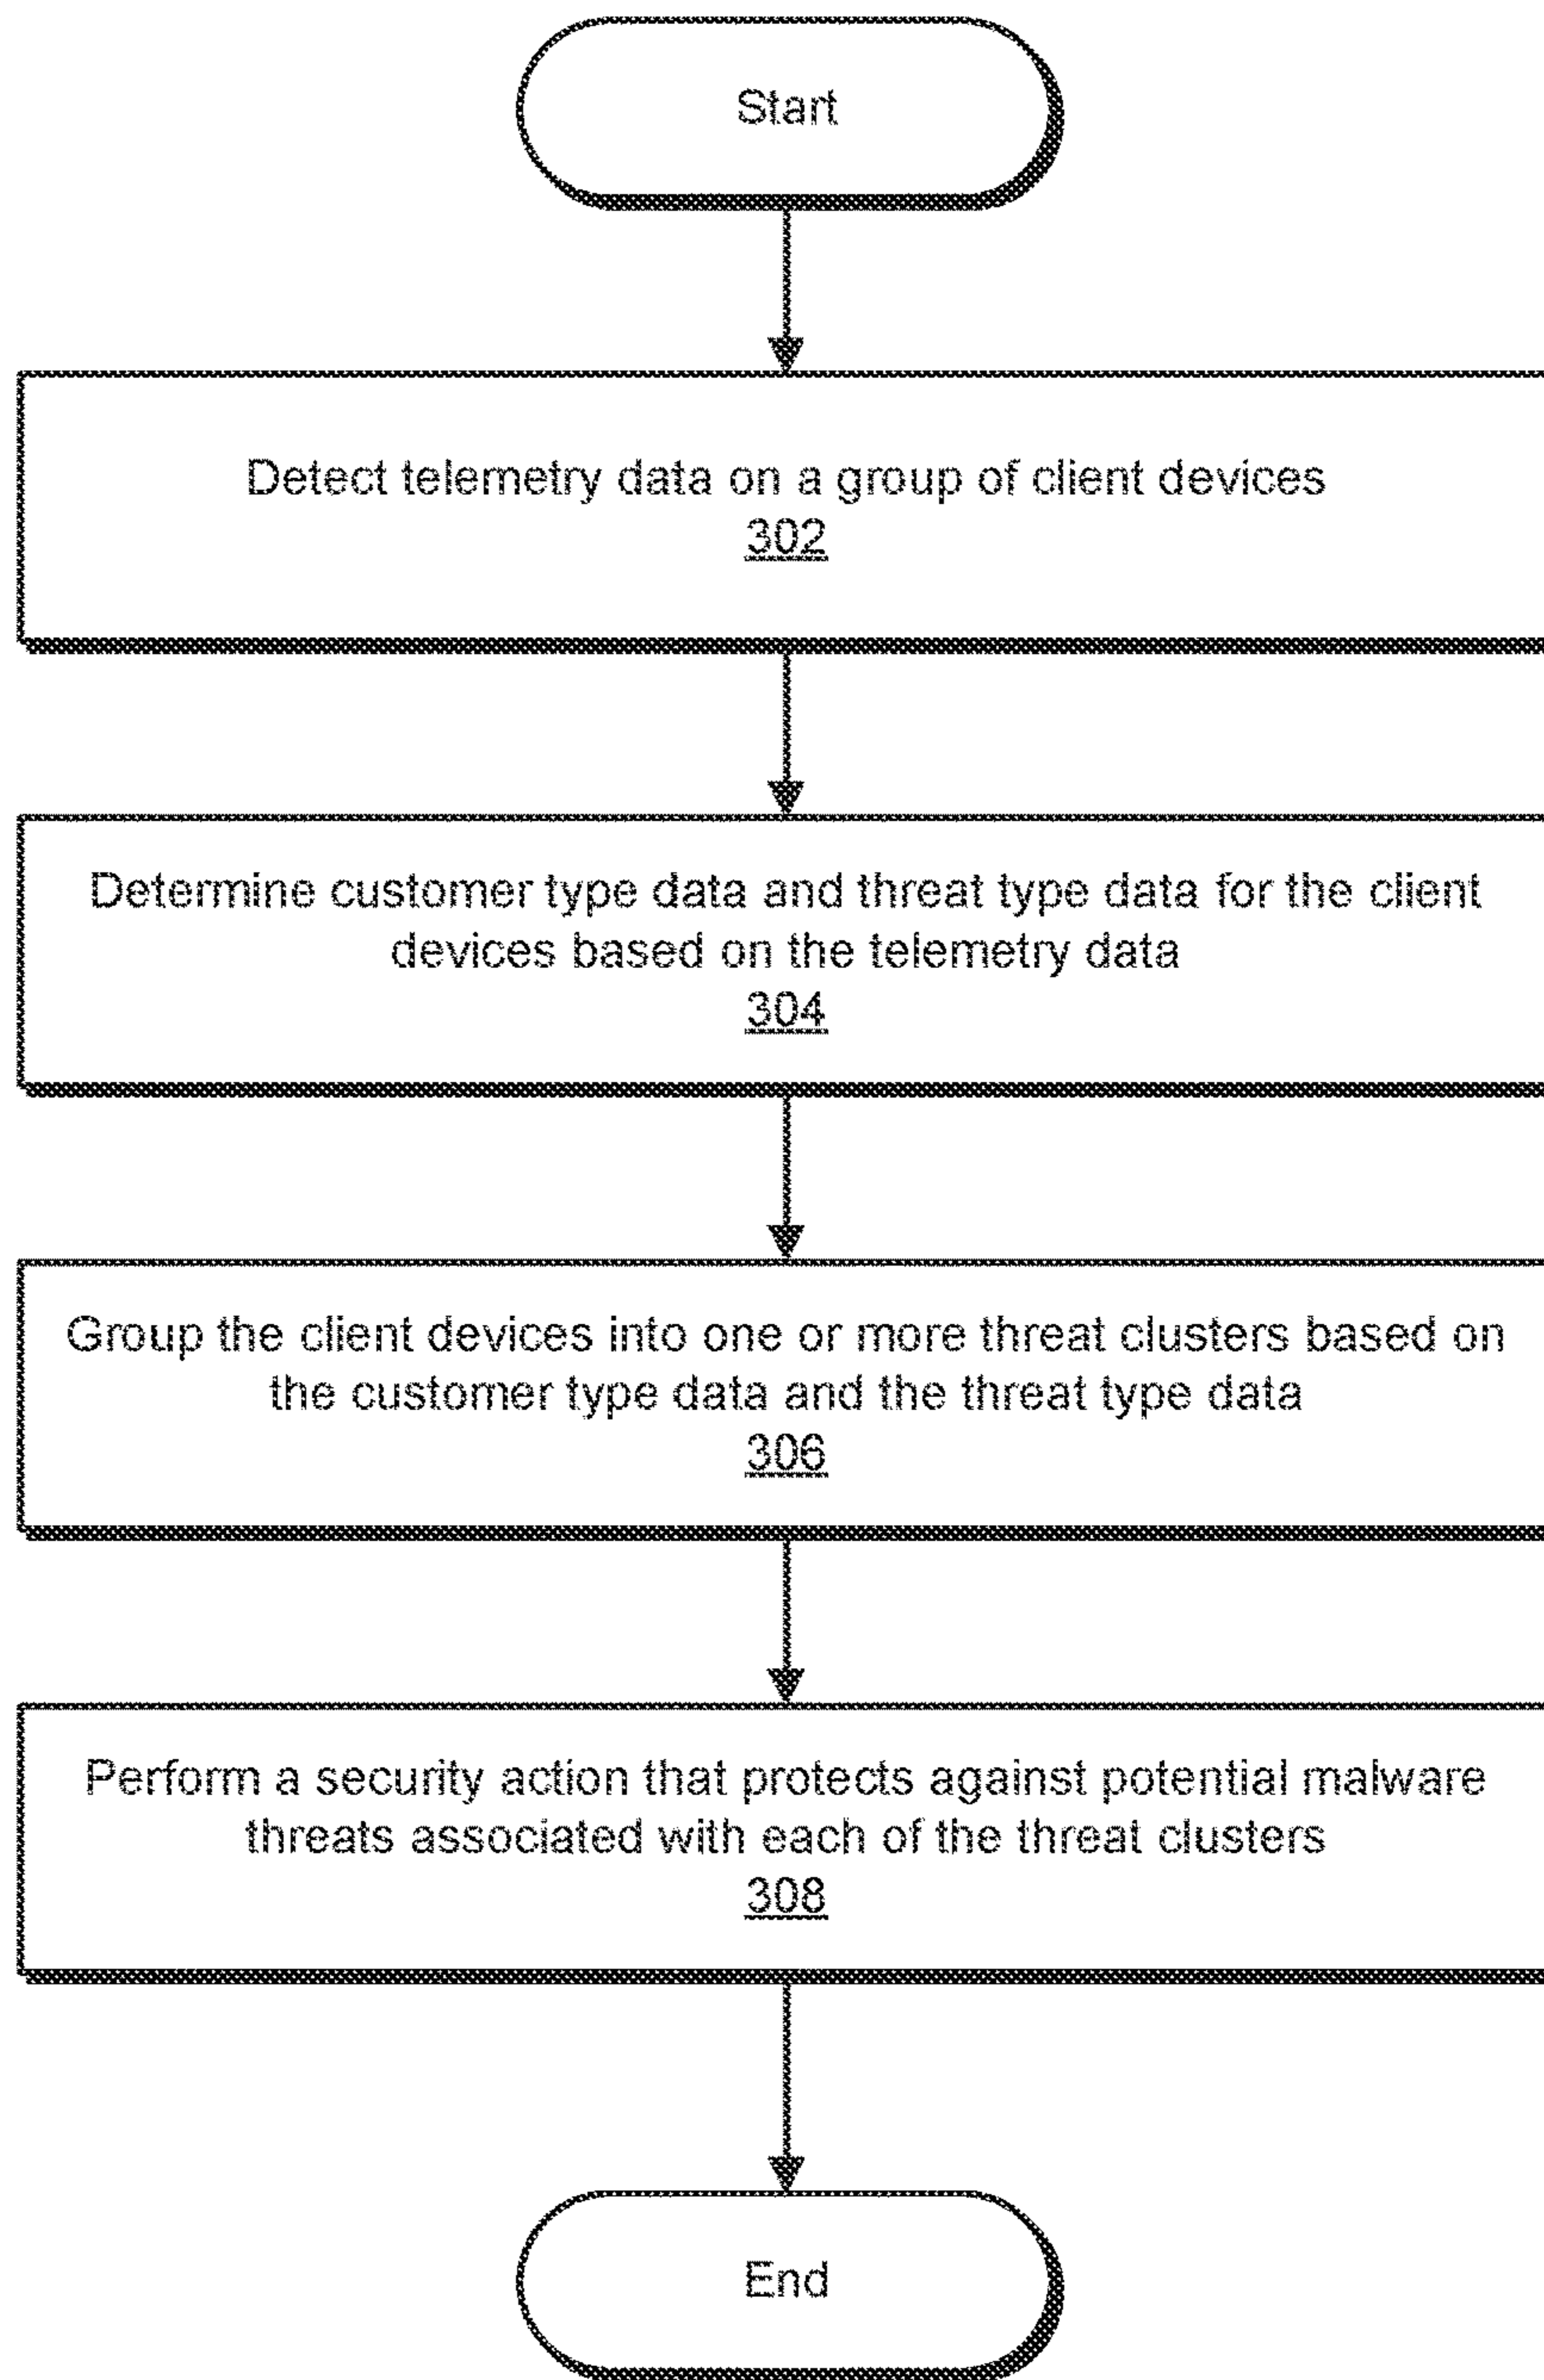 Start
Detect telemetry data on a group of client devices
302
Determine customer type data and threat type data for the client
devices based on the telemetry data
304
Group the client devices into one or more threat clusters based on
the customer type data and the threat type data
306
Perform a security action that protects against potential malware
threats associated with each of the threat clusters
308
End